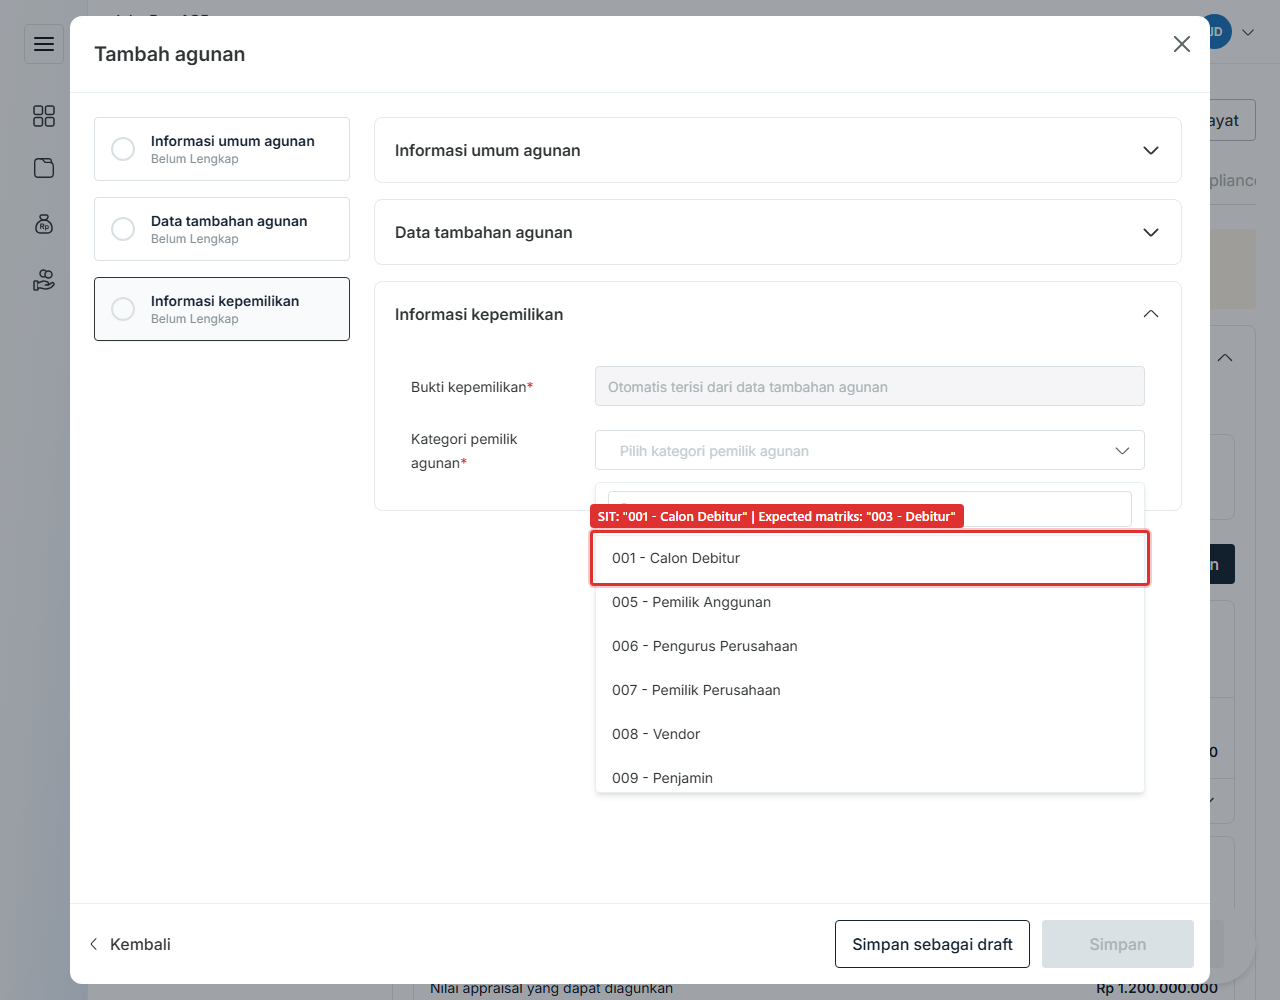 Tambah agunan
JD
ayat
pliance
Informasi umum agunan
Belum Lengkap
Data tambahan agunan
Belum Lengkap
Informasi kepemilikan
Belum Lengkap
Informasi umum agunan
Data tambahan agunan
Informasi kepemilikan
Bukti kepemilikan*
Otomatis terisi dari data tambahan agunan
Kategori pemilik
agunan*
Pilih kategori pemilik agunan
SIT: "001 - Calon Debitur" | Expected matriks: "003 - Debitur"
001 - Calon Debitur
005 - Pemilik Anggunan
006 - Pengurus Perusahaan
007 - Pemilik Perusahaan
008 - Vendor
009 - Penjamin
n
0
Kembali
Simpan sebagai draft
Simpan
Nilai appraisal yang dapat diagunkan
Rp 1.200.000.000